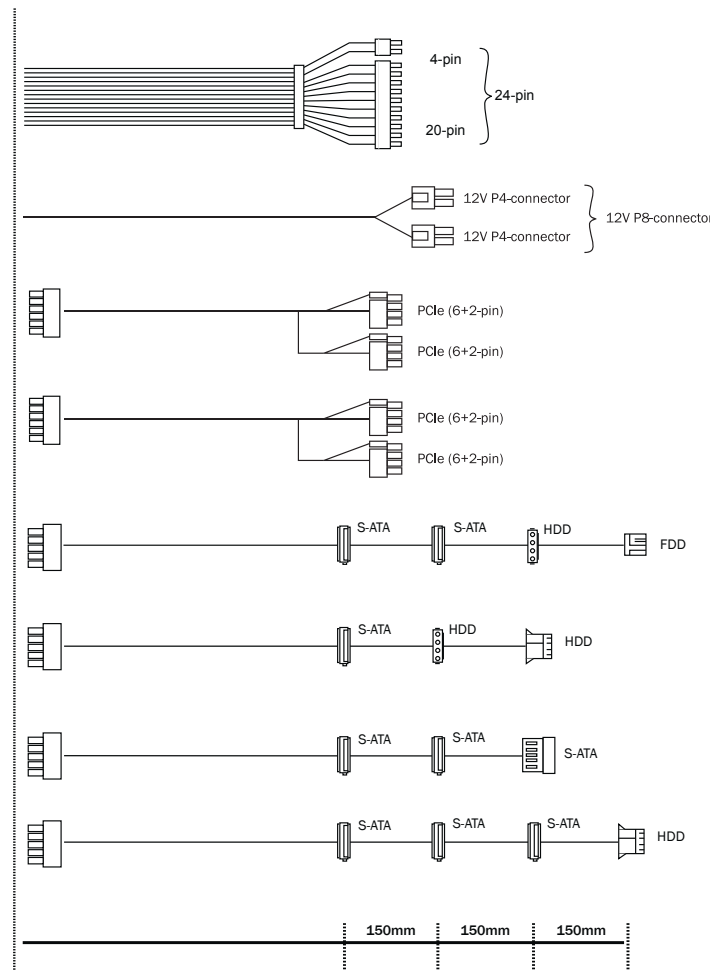 4-pin
24-pin
20-pin
12V P4-connector
12V P8-connector
12V P4-connector
PCIe (6+2-pin)
PCIe (6+2-pin)
PCIe (6+2-pin)
PCIe (6+2-pin)
S-ATA S-ATA HDD
FDD
S-ATA HDD
HDD
S-ATA S-ATA
S-ATA
S-ATA S-ATA S-ATA
HDD
150mm 150mm 150mm